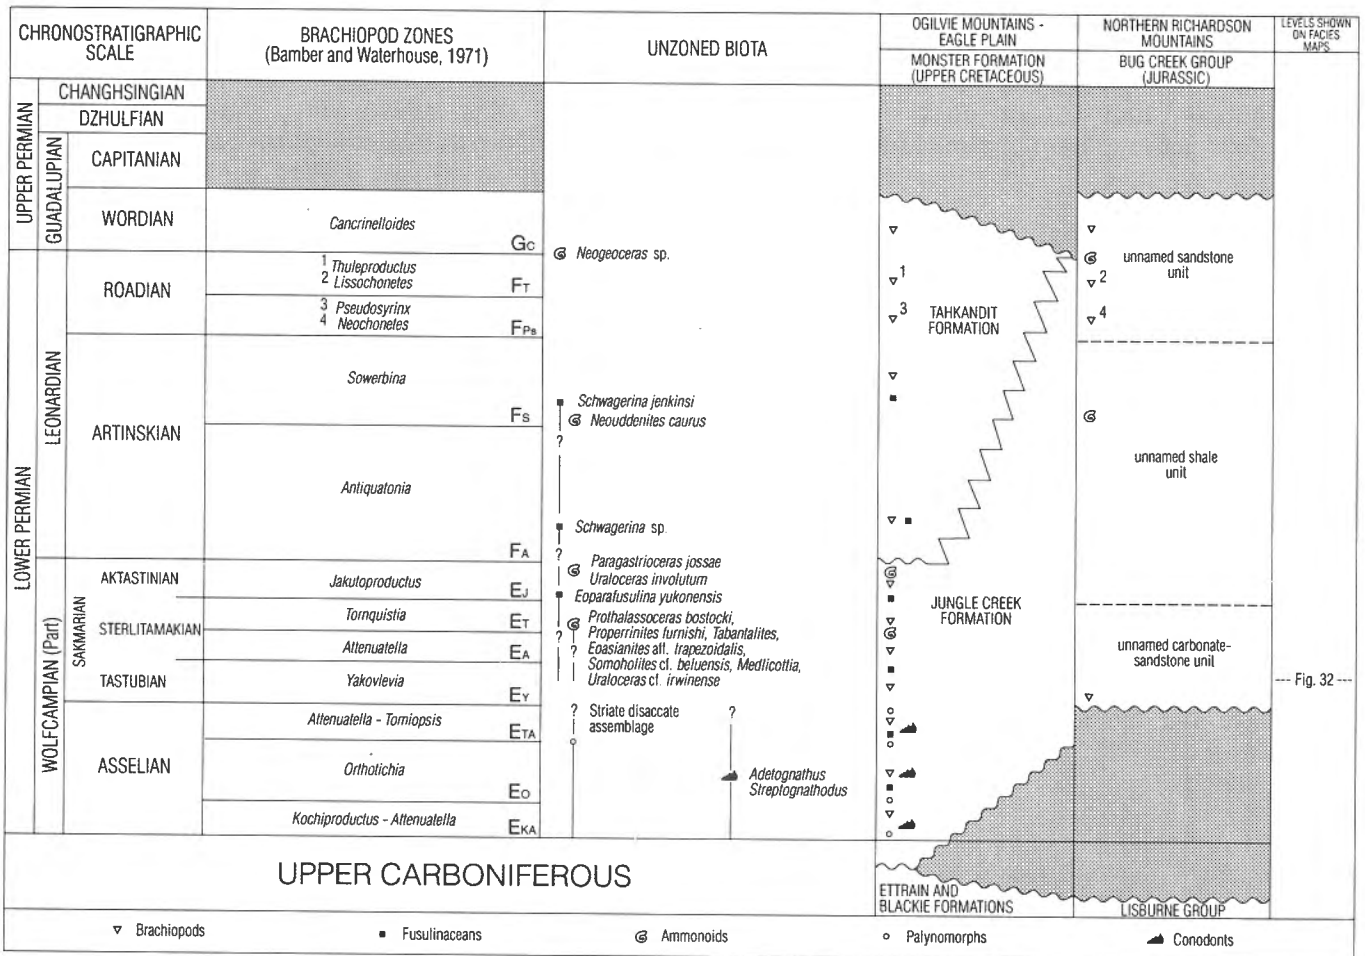 CHRONOSTRATIGRAPHIC
SCALE
BRACHIOPOD ZONES
(Bamber and Waterhouse, 1971)
UNZONED BIOTA
OGILVIE MOUNTAINS -
EAGLE PLAIN
MONSTER FORMATION
(UPPER CRETACEOUS)
NORTHERN RICHARDSON
MOUNTAINS
BUG CREEK GROUP
(JURASSIC)
LEVELS SHOWN
ON FACIES
MAPS
UPPER PERMIAN
GUADALUPIAN
CHANGHSINGIAN
DZHULFIAN
CAPITANIAN
WORDIAN
LOWER PERMIAN
LEONARDIAN
ROADIAN
ARTINSKIAN
WOLFCAMPIAN (Part)
SAKMARIAN
AKTASTINIAN
STERLITAMAKIAN
TASTUBIAN
ASSELIAN
Cancrinelloides
GC
1 Thuleproductus
2 Lissochonetes
FT
3 Pseudosyrinx
4 Neochonetes
FPs
Sowerbina
FS
Antiquatonia
FA
Jakutoproductus
EJ
Tornquistia
ET
Attenuatella
EA
Yakovlevia
EY
Attenuatella - Tomiopsis
ETA
Orthotichia
EO
Kochiproductus - Attenuatella
EKA
Neogeoceras sp.
Schwagerina jenkinsi
Neouddenites caurus
?
Schwagerina sp.
?
Paragastrioceras jossae
Uraloceras involutum
Eoparafusulina yukonensis
Prothalassoceras bostocki,
Properrinites furnishi, Tabantalites,
? ? Eoasianites aff. trapezoidalis,
Somoholites cf. beluensis, Medlicottia,
Uraloceras cf. irwinense
? Striate disaccate
assemblage
?
Adetognathus
Streptognathodus
1
3
TAHKANDIT
FORMATION
JUNGLE CREEK
FORMATION
ETTRAIN AND
BLACKIE FORMATIONS
unnamed sandstone
unit
2
4
unnamed shale
unit
unnamed carbonate-
sandstone unit
LISBURNE GROUP
--- Fig. 32 ---
UPPER CARBONIFEROUS
Brachiopods
Fusulinaceans
Ammonoids
Palynomorphs
Conodonts